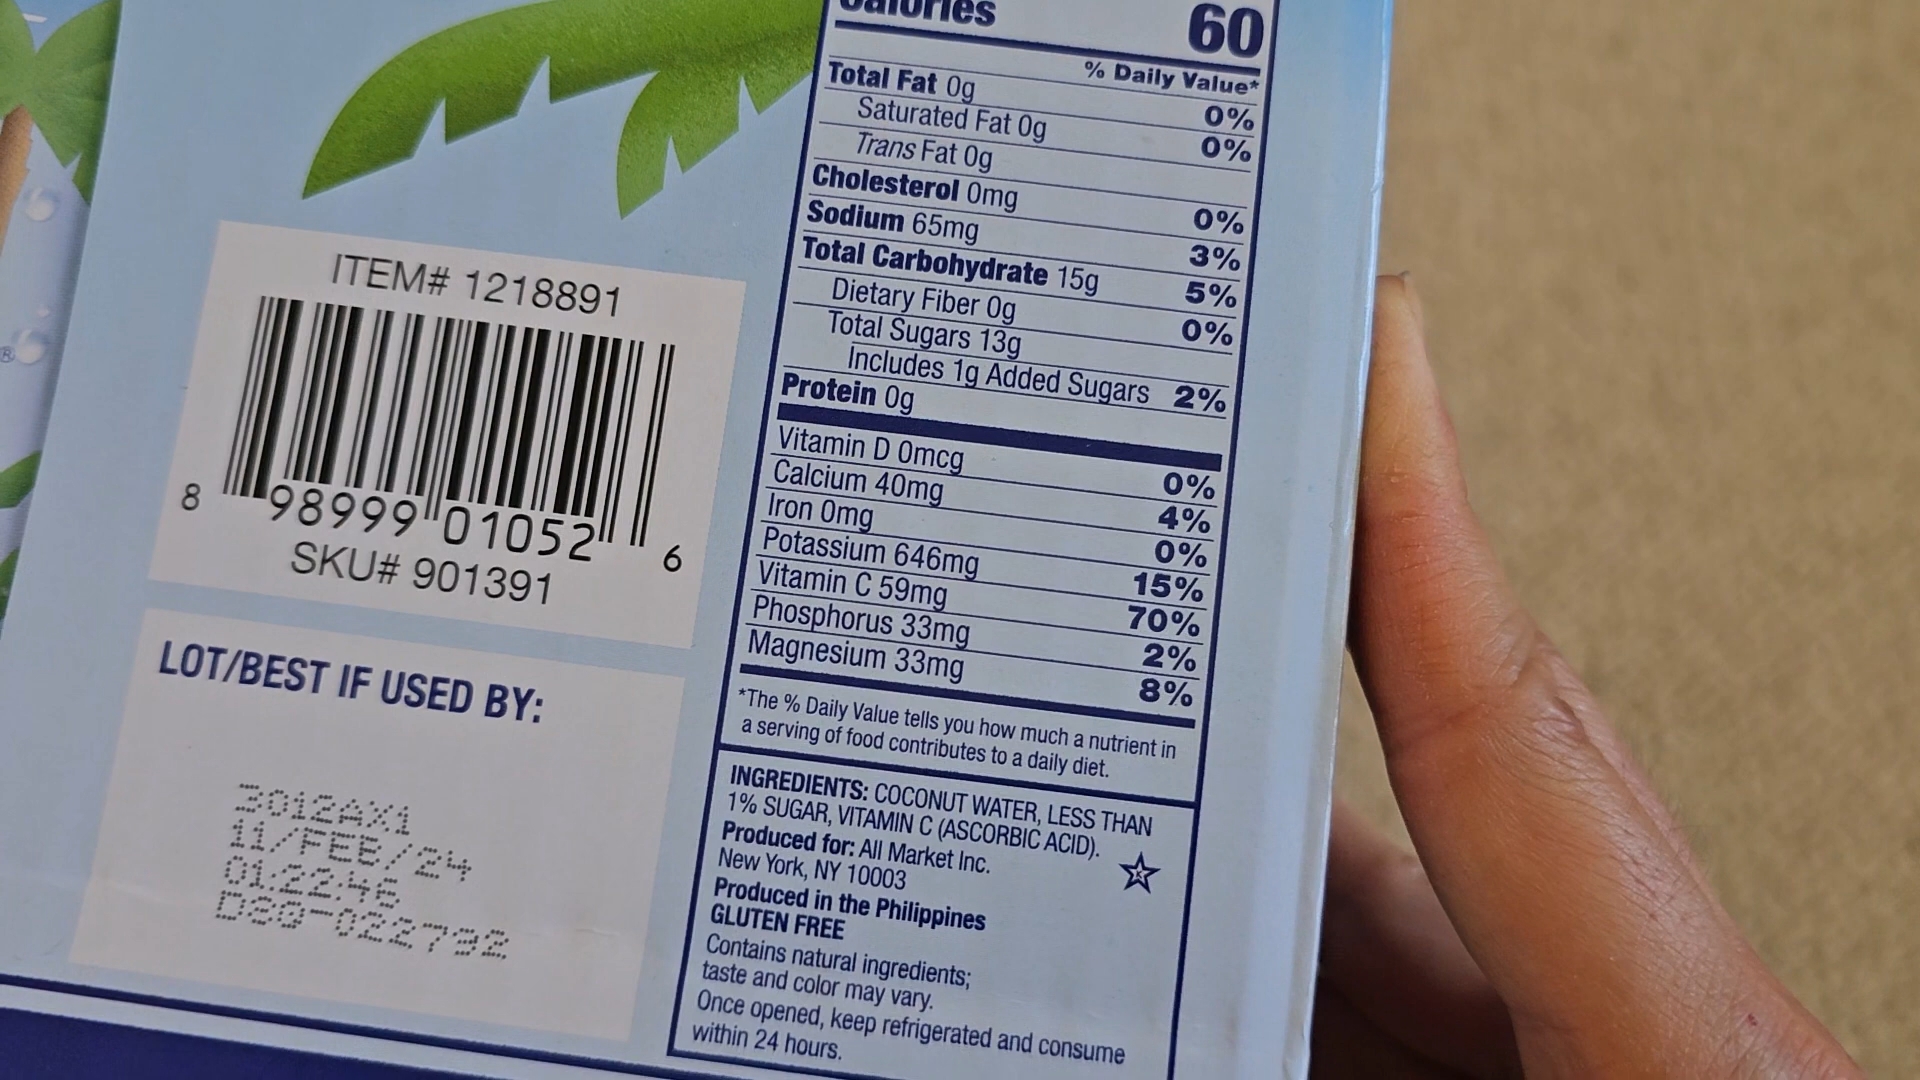 Calories 60
% Daily Value*
Total Fat 0g 0%
Saturated Fat 0g 0%
Trans Fat 0g
Cholesterol 0mg 0%
Sodium 65mg 3%
Total Carbohydrate 15g 5%
Dietary Fiber 0g 0%
Total Sugars 13g
Includes 1g Added Sugars 2%
Protein 0g
Vitamin D 0mcg 0%
Calcium 40mg 4%
Iron 0mg 0%
Potassium 646mg 15%
Vitamin C 59mg 70%
Phosphorus 33mg 2%
Magnesium 33mg 8%
*The % Daily Value tells you how much a nutrient in
a serving of food contributes to a daily diet.
INGREDIENTS: COCONUT WATER, LESS THAN
1% SUGAR, VITAMIN C (ASCORBIC ACID).
Produced for: All Market Inc.
New York, NY 10003
Produced in the Philippines
GLUTEN FREE
Contains natural ingredients;
taste and color may vary.
Once opened, keep refrigerated and consume
within 24 hours.
K
ITEM# 1218891
8 98999 01052 6
SKU# 901391
LOT/BEST IF USED BY:
3012AX1
11/FEB/24
01:22:46
®